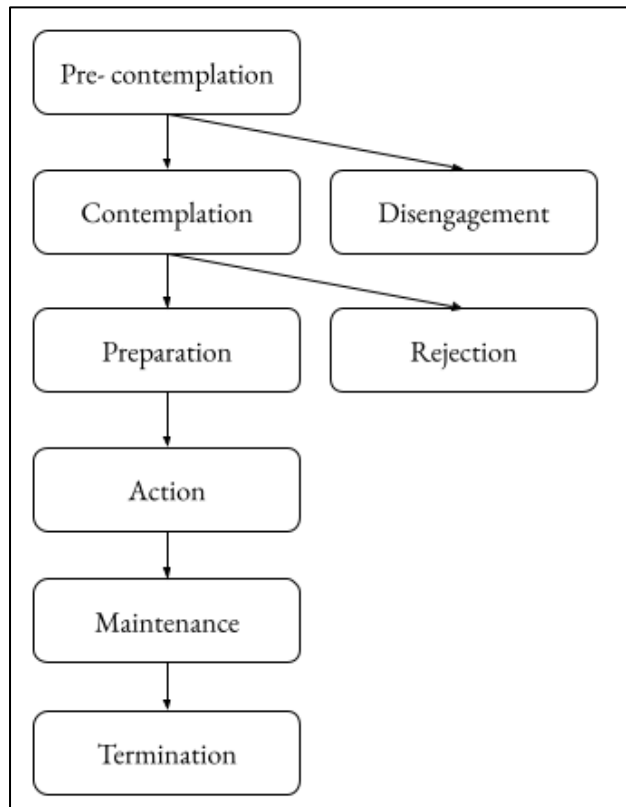 Pre- contemplation
Contemplation
Disengagement
Preparation
Rejection
Action
Maintenance
Termination